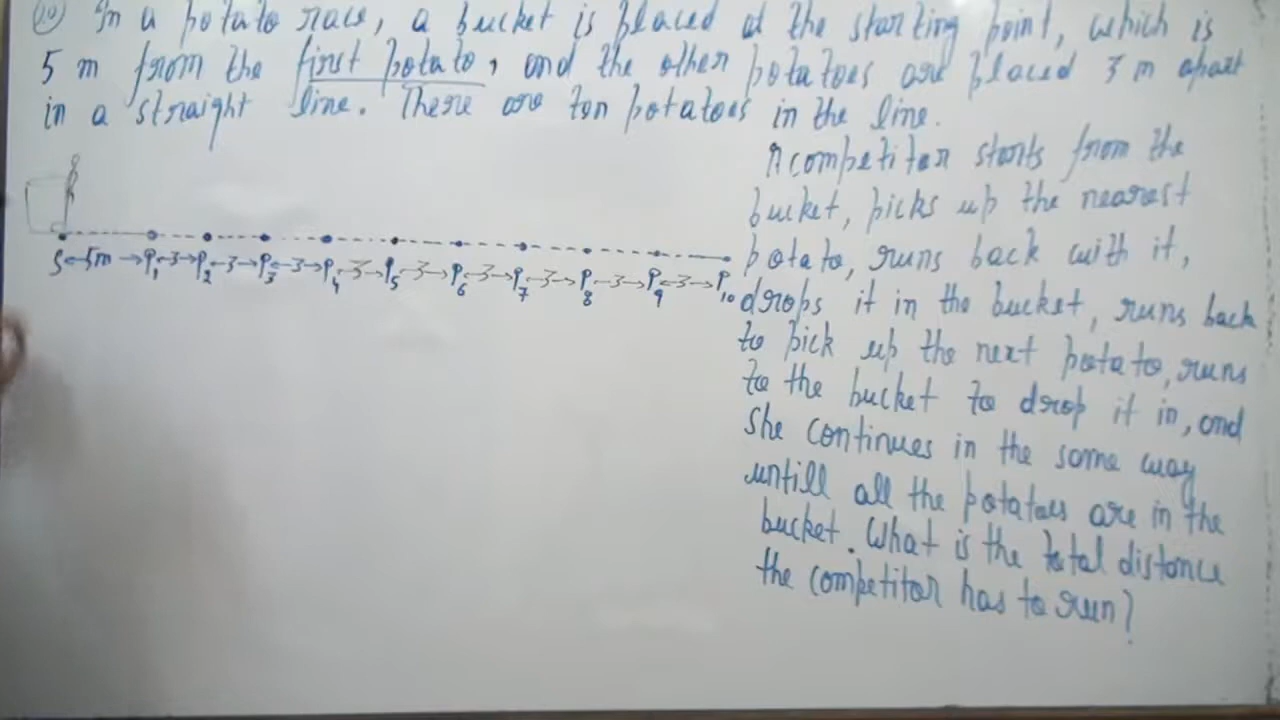 20 In a potato race, a bucket is placed at the starting point, which is
5 m from the first potato, and the other potatoes are placed 3 m apart
in a straight line. There are ten potatoes in the line.
A competitor starts from the
bucket, picks up the nearest
potato, runs back with it,
drops it in the bucket, runs back
to pick up the next potato, runs
to the bucket to drop it in, and
she continues in the same way
untill all the potatoes are in the
bucket. What is the total distance
the competitor has to run?
S ←5m→ P1 ←3→ P2 ←3→ P3 ←3→ P4 ←3→ P5 ←3→ P6 ←3→ P7 ←3→ P8 ←3→ P9 ←3→ P10